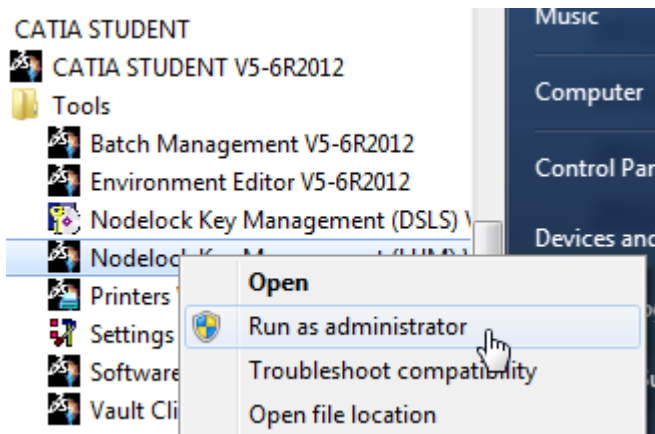 CATIA STUDENT
CATIA STUDENT V5-6R2012
Tools
Batch Management V5-6R2012
Environment Editor V5-6R2012
Nodelock Key Management (DSLS)
Nodelock
Printers
Settings
Software
Vault Cli
Open
Run as administrator
Troubleshoot compatibility
Open file location
Music
Computer
Control Par
Devices and